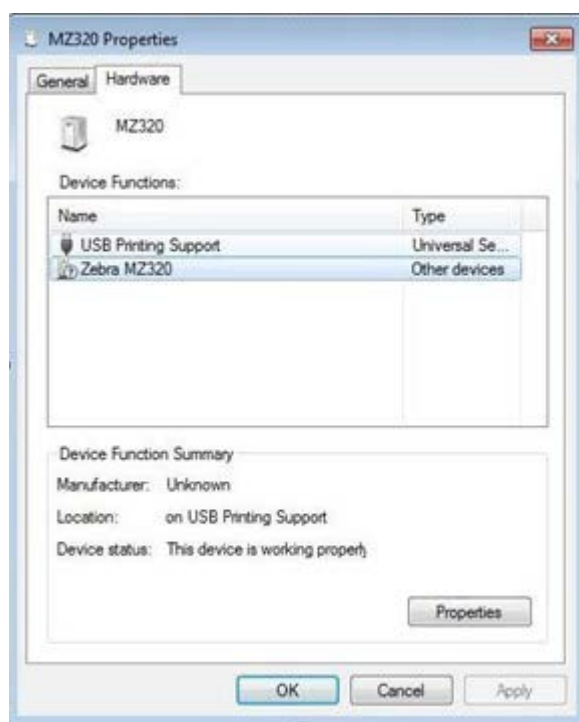 MZ320 Properties
General Hardware
MZ320
Device Functions:
Name Type
USB Printing Support Universal Se...
Zebra MZ320 Other devices
Device Function Summary
Manufacturer: Unknown
Location: on USB Printing Support
Device status: This device is working properly
Properties
OK Cancel Apply